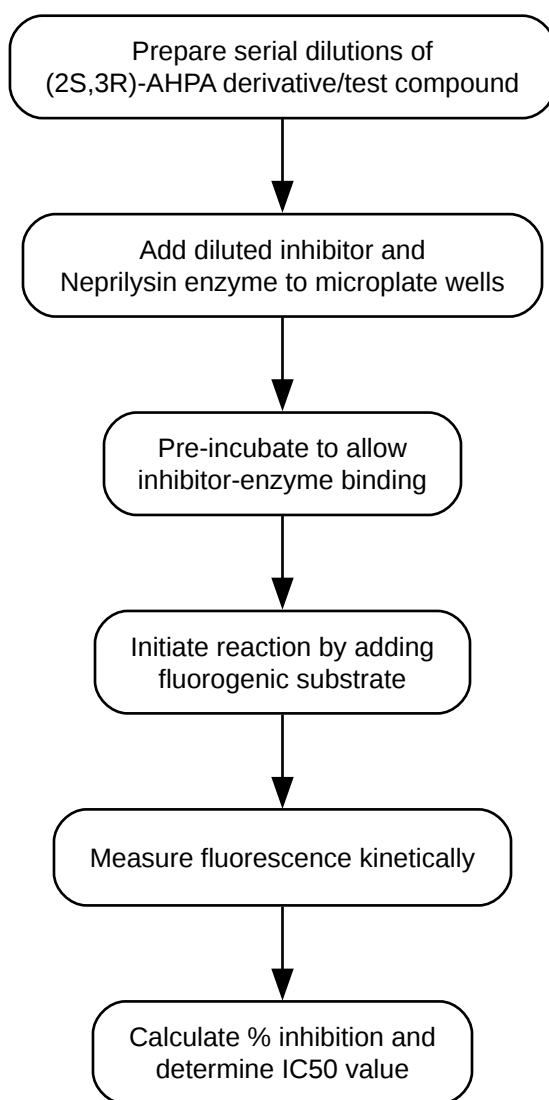 Prepare serial dilutions of
(2S,3R)-AHPA derivative/test compound
Add diluted inhibitor and
Neprilysin enzyme to microplate wells
Pre-incubate to allow
inhibitor-enzyme binding
Initiate reaction by adding
fluorogenic substrate
Measure fluorescence kinetically
Calculate % inhibition and
determine IC50 value